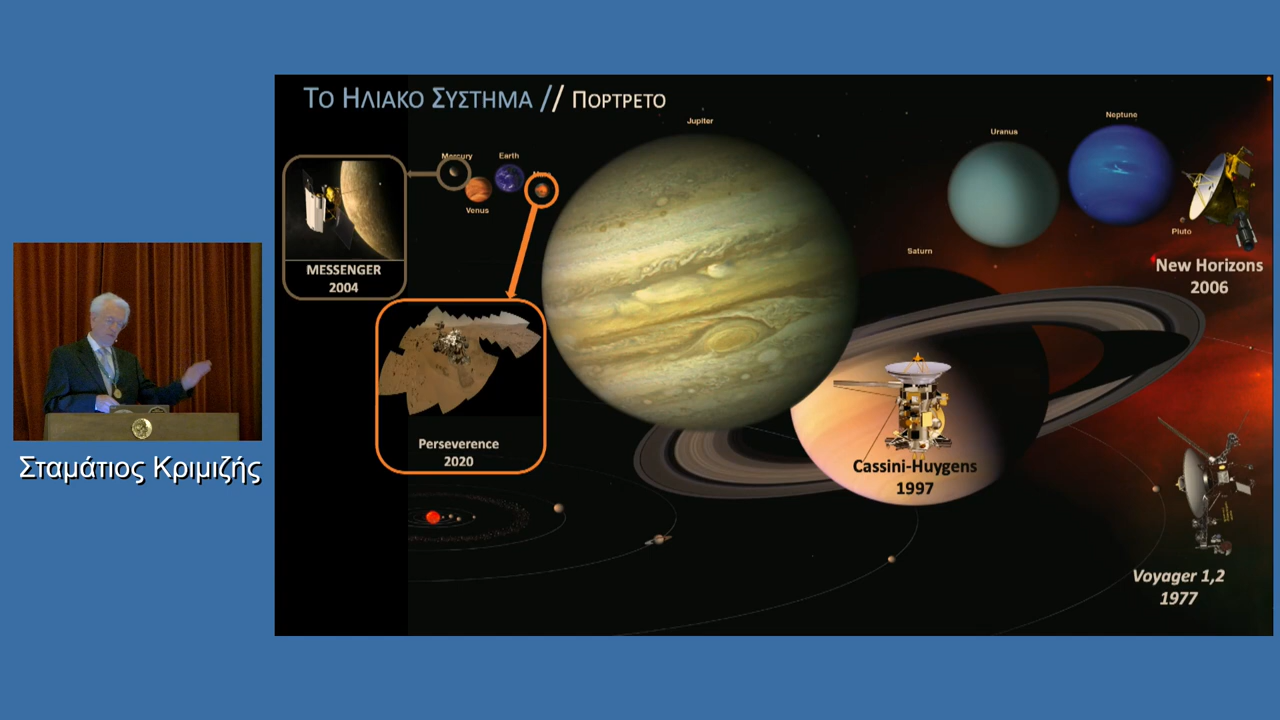 ΤΟ ΗΛΙΑΚΟ ΣΥΣΤΗΜΑ // ΠΟΡΤΡΕΤΟ
Jupiter
Neptune
Uranus
Mercury
Earth
Venus
Pluto
Saturn
New Horizons
2006
MESSENGER
2004
Perseverence
2020
Cassini-Huygens
1997
Σταμάτιος Κριμιζής
Voyager 1,2
1977